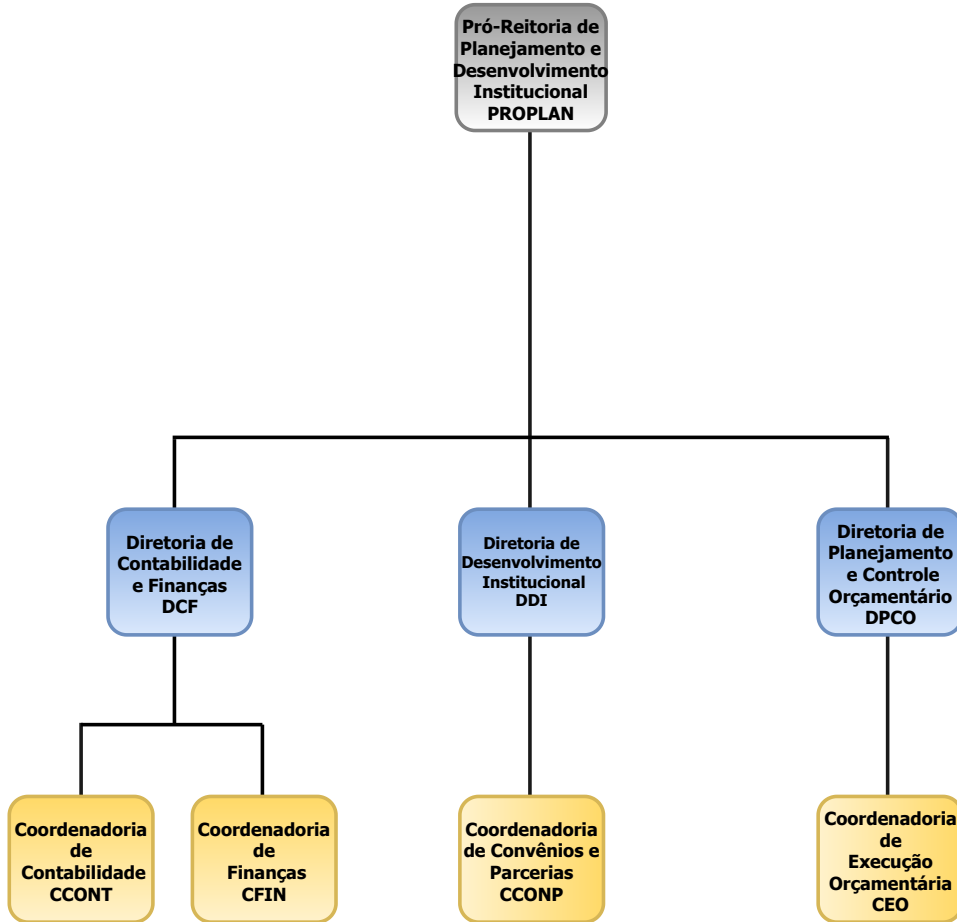 Pró-Reitoria de
Planejamento e
Desenvolvimento
Institucional
PROPLAN
Diretoria de
Contabilidade
e Finanças
DCF
Diretoria de
Desenvolvimento
Institucional
DDI
Diretoria de
Planejamento
e Controle
Orçamentário
DPCO
Coordenadoria
de
Contabilidade
CCONT
Coordenadoria
de
Finanças
CFIN
Coordenadoria
de Convênios e
Parcerias
CCONP
Coordenadoria
de
Execução
Orçamentária
CEO